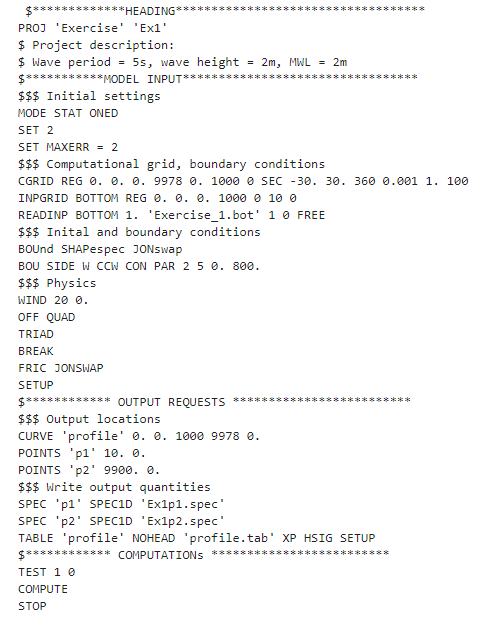 $*************HEADING***********************************
PROJ 'Exercise' 'Ex1'
$ Project description:
$ Wave period = 5s, wave height = 2m, MWL = 2m
$***********MODEL INPUT*********************************
$$$ Initial settings
MODE STAT ONED
SET 2
SET MAXERR = 2
$$$ Computational grid, boundary conditions
CGRID REG 0. 0. 0. 9978 0. 1000 0 SEC -30. 30. 360 0.001 1. 100
INPGRID BOTTOM REG 0. 0. 0. 1000 0 10 0
READINP BOTTOM 1. 'Exercise_1.bot' 1 0 FREE
$$$ Inital and boundary conditions
BOUnd SHAPespec JONswap
BOU SIDE W CCW CON PAR 2 5 0. 800.
$$$ Physics
WIND 20 0.
OFF QUAD
TRIAD
BREAK
FRIC JONSWAP
SETUP
$************ OUTPUT REQUESTS *************************
$$$ Output locations
CURVE 'profile' 0. 0. 1000 9978 0.
POINTS 'p1' 10. 0.
POINTS 'p2' 9900. 0.
$$$ Write output quantities
SPEC 'p1' SPEC1D 'Ex1p1.spec'
SPEC 'p2' SPEC1D 'Ex1p2.spec'
TABLE 'profile' NOHEAD 'profile.tab' XP HSIG SETUP
$************ COMPUTATIONs *************************
TEST 1 0
COMPUTE
STOP